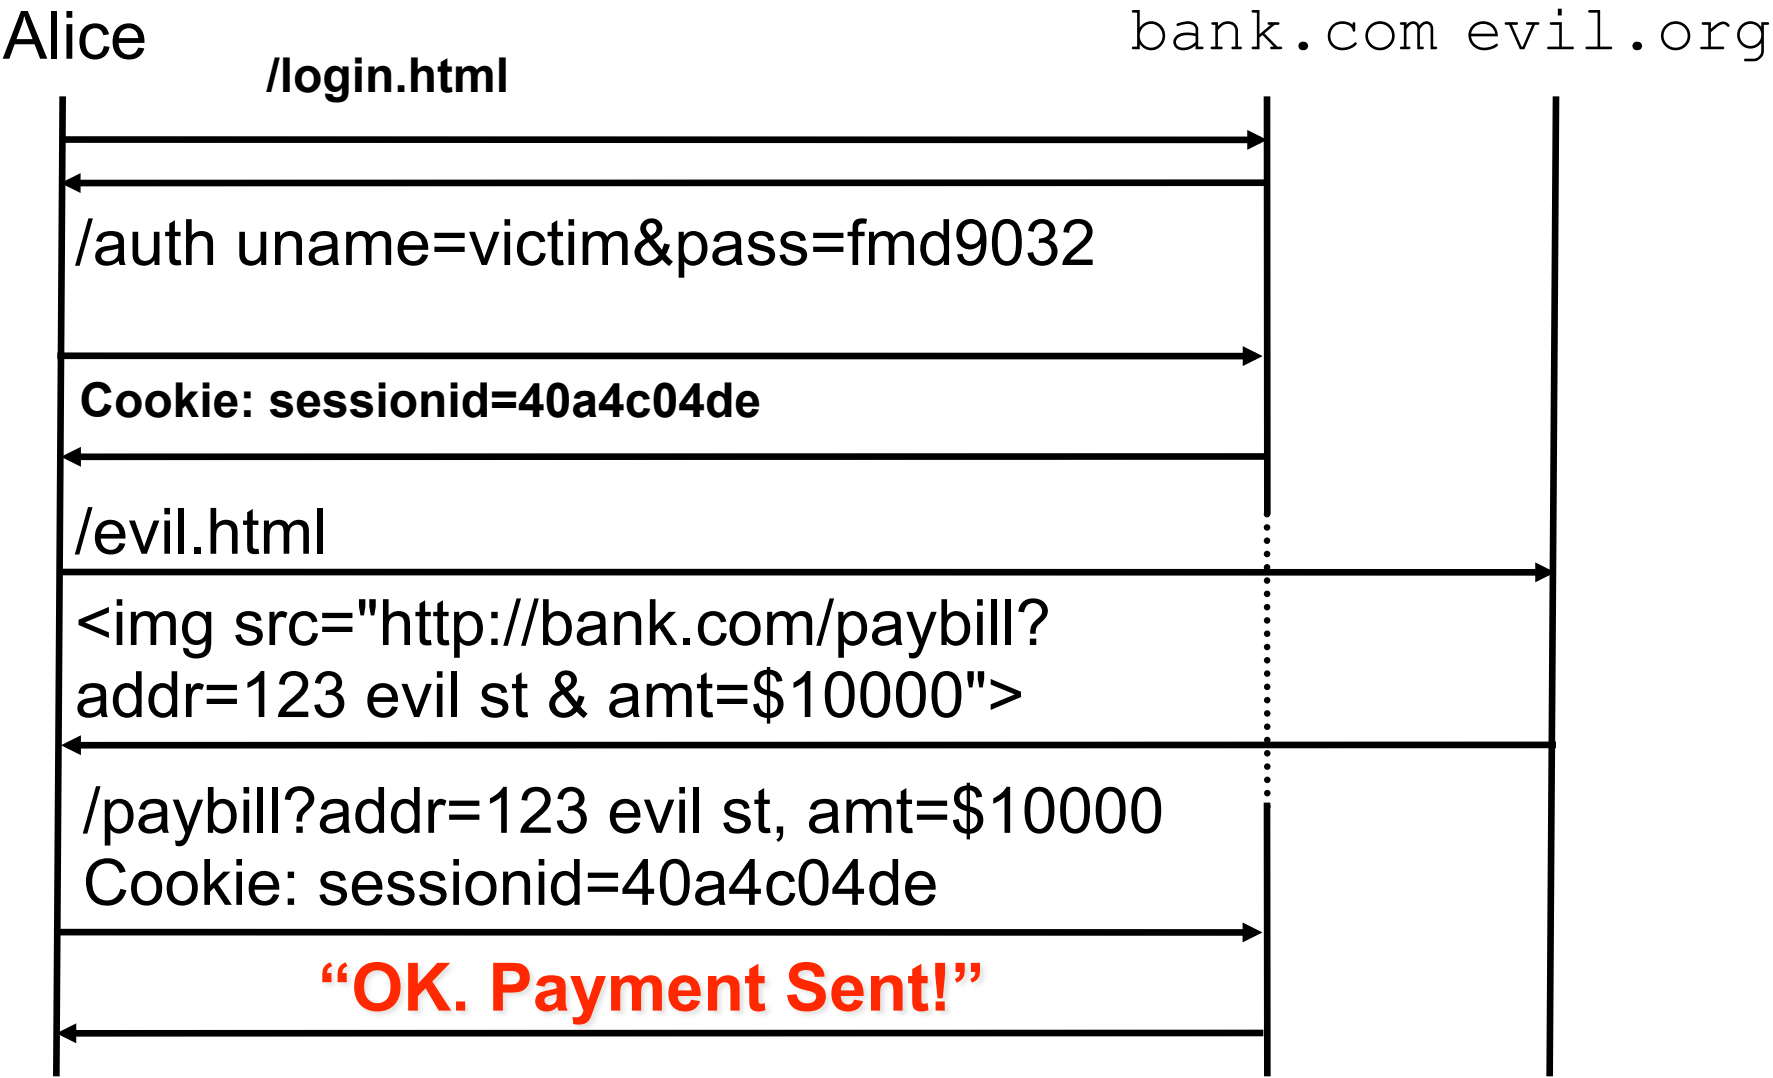 Alice
bank.com evil.org
/login.html
/auth uname=victim&pass=fmd9032
Cookie: sessionid=40a4c04de
/evil.html
<img src="http://bank.com/paybill?
addr=123 evil st & amt=$10000">
/paybill?addr=123 evil st, amt=$10000
Cookie: sessionid=40a4c04de
“OK. Payment Sent!”